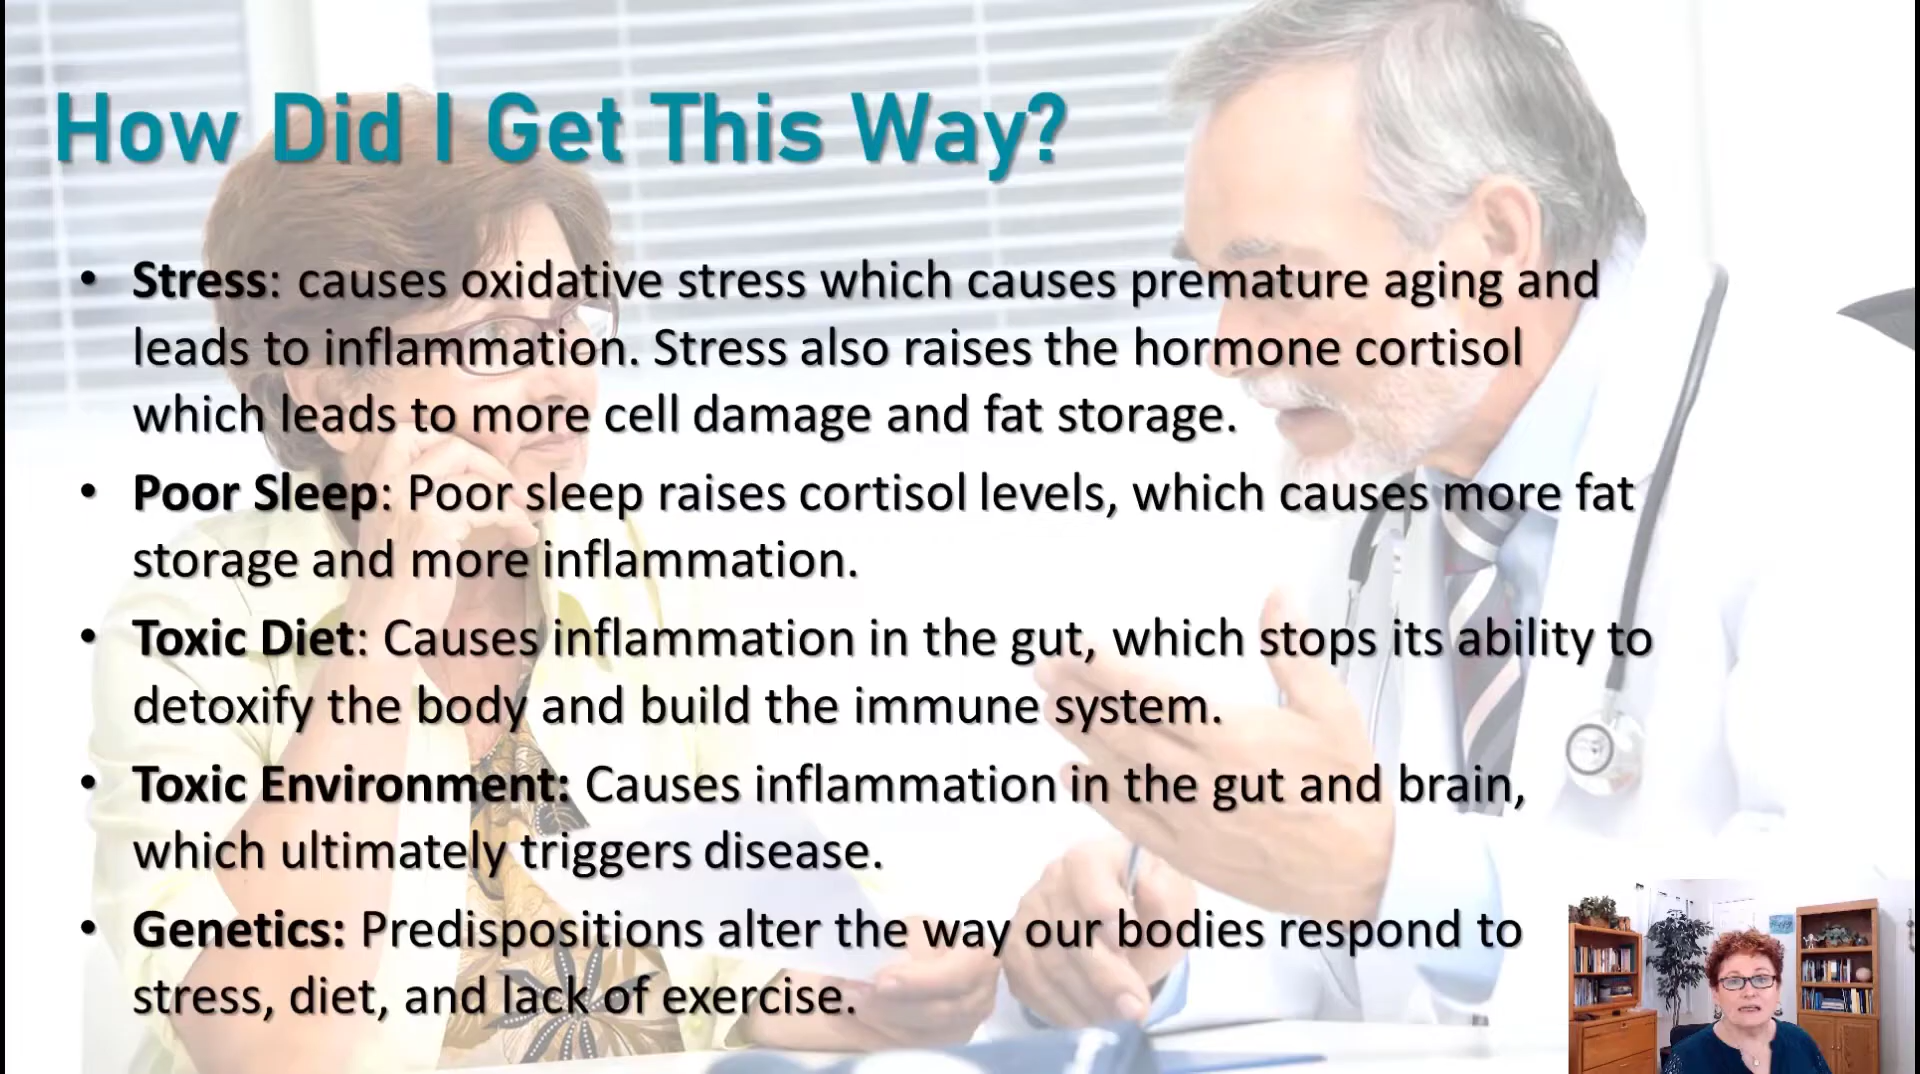 How Did I Get This Way?
• Stress: causes oxidative stress which causes premature aging and
leads to inflammation. Stress also raises the hormone cortisol
which leads to more cell damage and fat storage.
• Poor Sleep: Poor sleep raises cortisol levels, which causes more fat
storage and more inflammation.
• Toxic Diet: Causes inflammation in the gut, which stops its ability to
detoxify the body and build the immune system.
• Toxic Environment: Causes inflammation in the gut and brain,
which ultimately triggers disease.
• Genetics: Predispositions alter the way our bodies respond to
stress, diet, and lack of exercise.